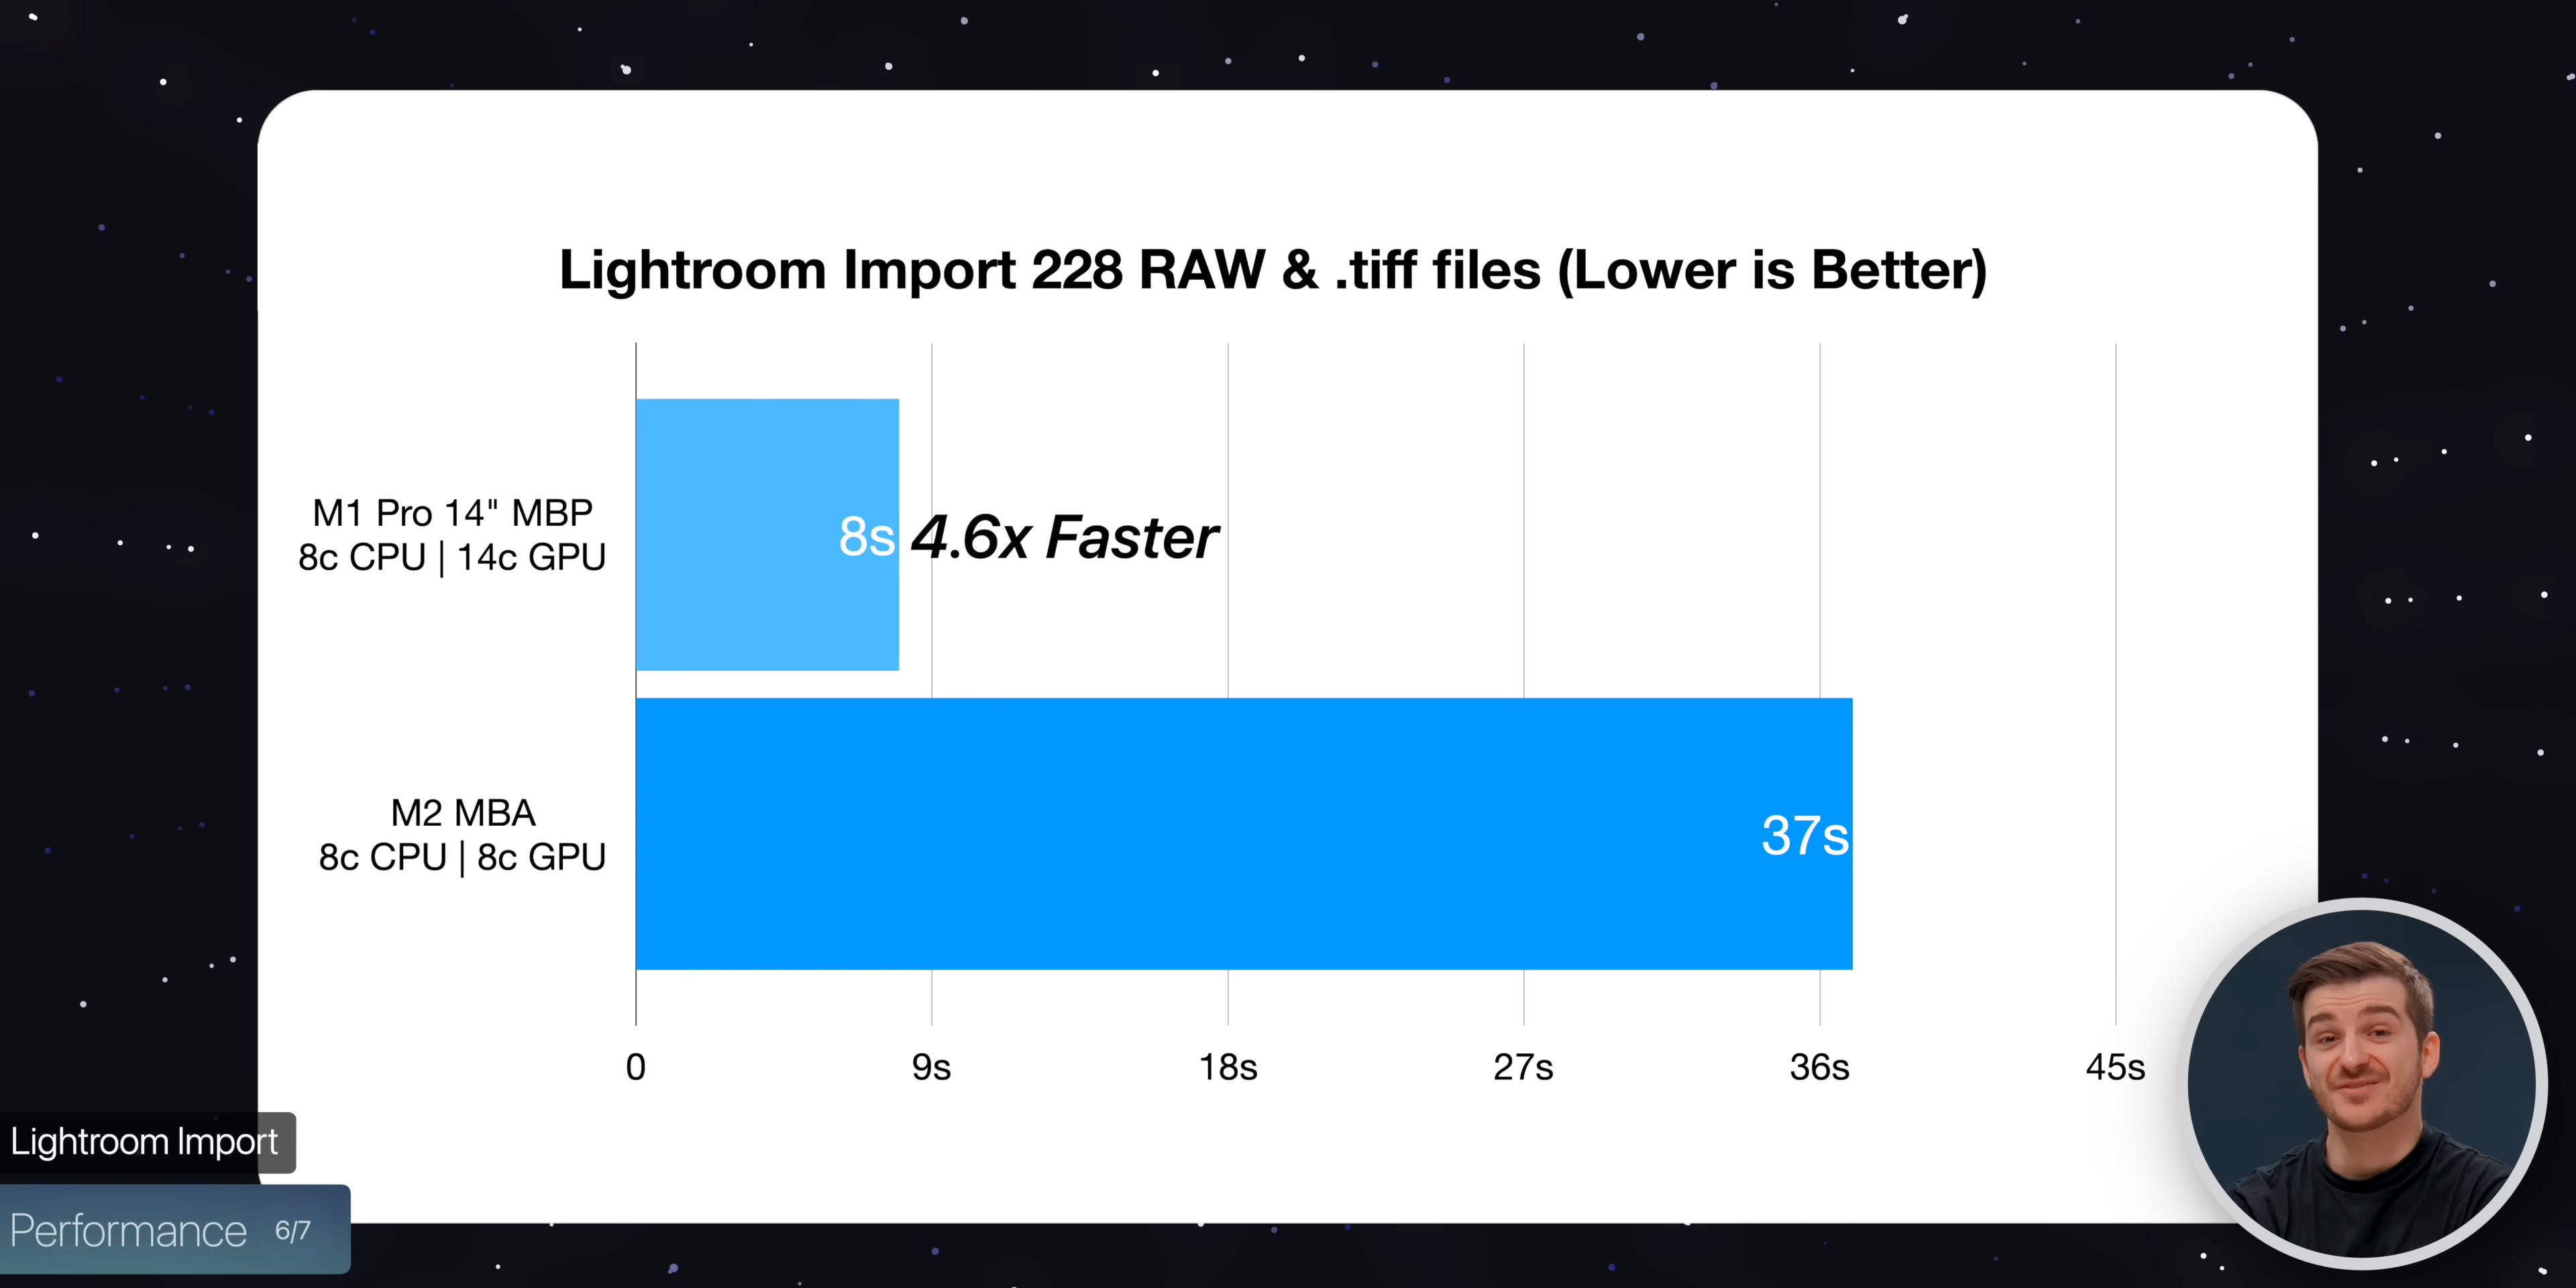 Lightroom Import 228 RAW & .tiff files (Lower is Better)
M1 Pro 14" MBP
8c CPU | 14c GPU
8s 4.6x Faster
M2 MBA
8c CPU | 8c GPU
37s
0 9s 18s 27s 36s 45s
Lightroom Import
Performance 6/7